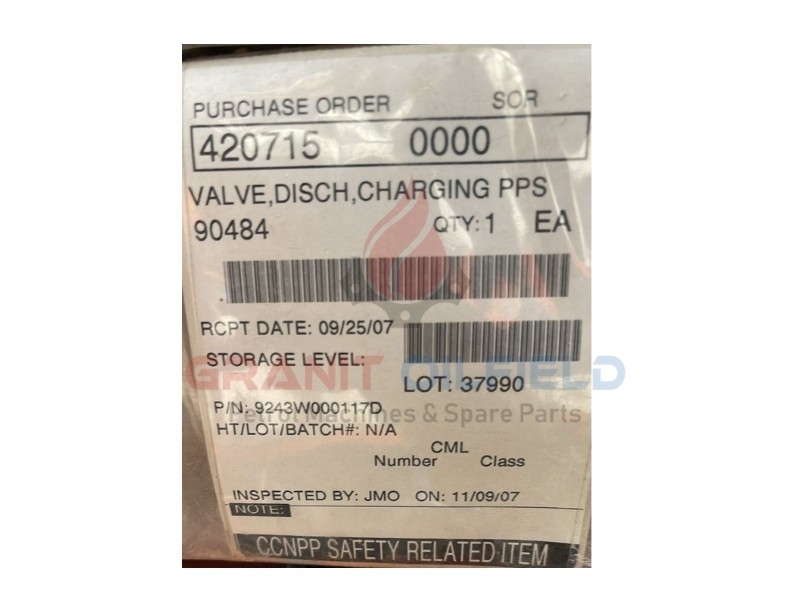 PURCHASE ORDER SOR
420715 0000
VALVE,DISCH,CHARGING PPS
90484 QTY: 1 EA
RCPT DATE: 09/25/07
STORAGE LEVEL:
GRANIT OILFIELD
LOT: 37990
P/N: 9243W000117D
Petrol Machines & Spare Parts
HT/LOT/BATCH#: N/A
CML
Number Class
INSPECTED BY: JMO ON: 11/09/07
NOTE:
CCNPP SAFETY RELATED ITEM